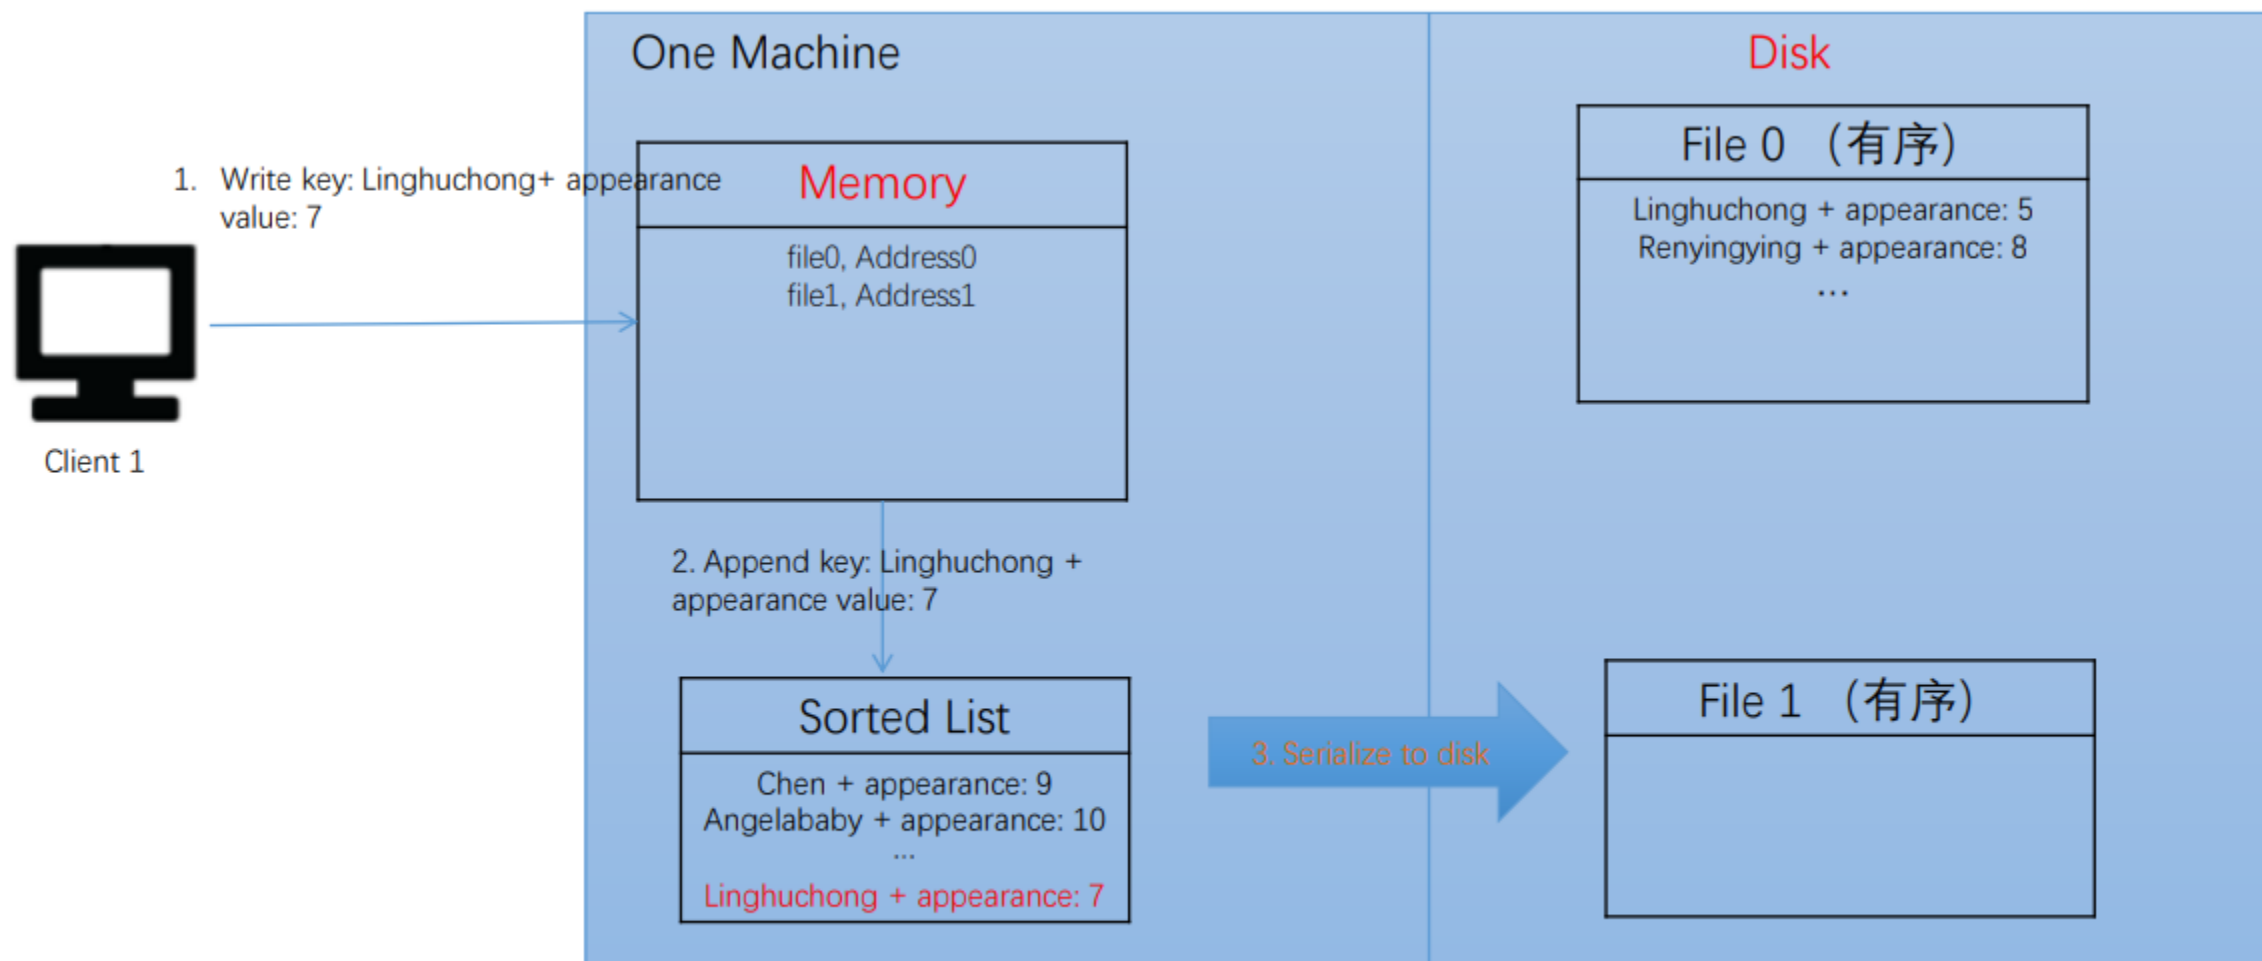 One Machine
Disk
1. Write key: Linghuchong+ appearance
value: 7
Client 1
Memory
file0, Address0
file1, Address1
2. Append key: Linghuchong +
appearance value: 7
Sorted List
Chen + appearance: 9
Angelababy + appearance: 10
...
Linghuchong + appearance: 7
3. Serialize to disk
File 0 （有序）
Linghuchong + appearance: 5
Renyingying + appearance: 8
...
File 1 （有序）